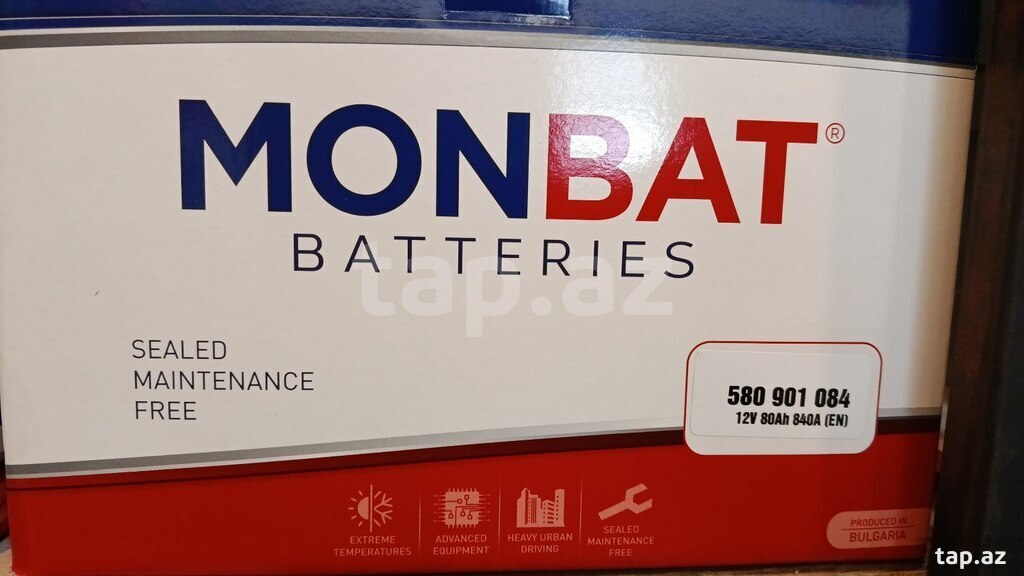 MONBAT®
BATTERIES
tap.az
SEALED
MAINTENANCE
FREE
580 901 084
12V 80Ah 840A (EN)
EXTREME
TEMPERATURES
ADVANCED
EQUIPMENT
HEAVY URBAN
DRIVING
SEALED
MAINTENANCE
FREE
PRODUCED IN
BULGARIA
tap.az